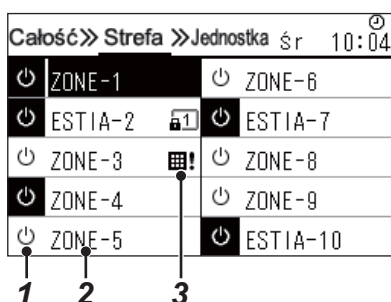 Całość» Strefa »Jednostka śr 10:04
ZONE-1 ZONE-6
ESTIA-2 1 ESTIA-7
ZONE-3 ! ZONE-8
ZONE-4 ZONE-9
ZONE-5 ESTIA-10
1 2 3